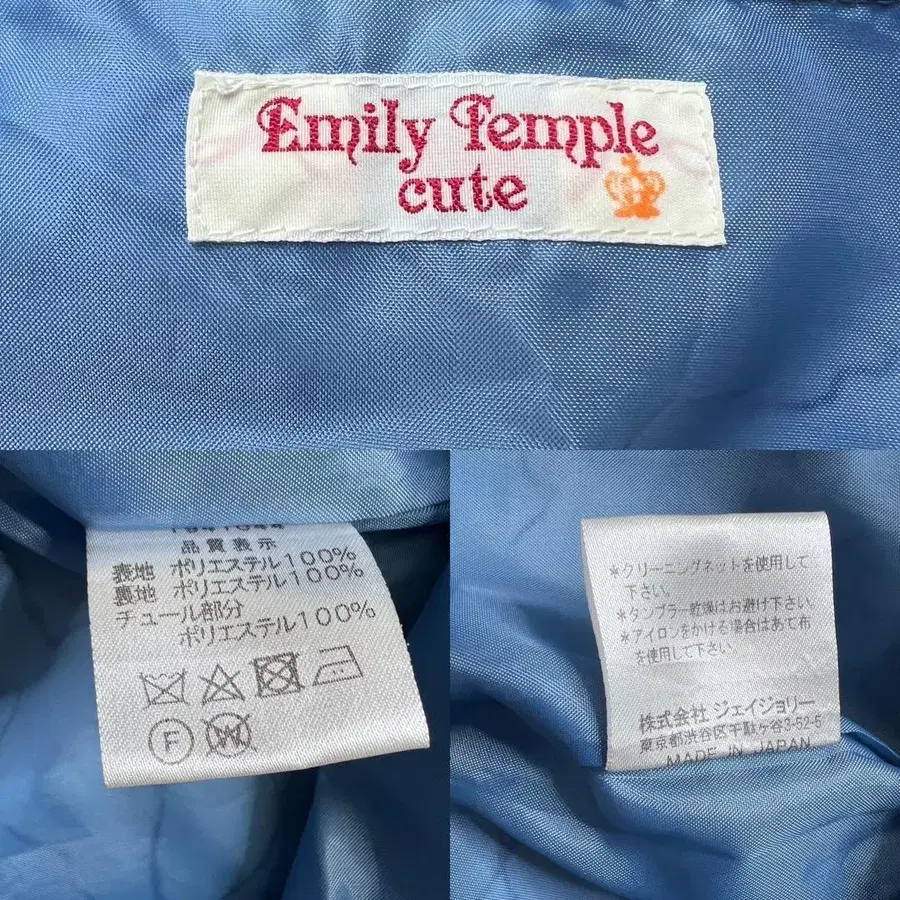 Emily Temple
cute
品質表示
表地 ポリエステル100%
裏地 ポリエステル100%
チュール部分
ポリエステル100%
F
W
*クリーニングネットを使用して
下さい。
*タンブラー乾燥はお避け下さい。
*アイロンをかける場合はあて布
を使用して下さい。
株式会社 ジェイジョリー
東京都渋谷区千駄ヶ谷3-52-5
MADE IN JAPAN